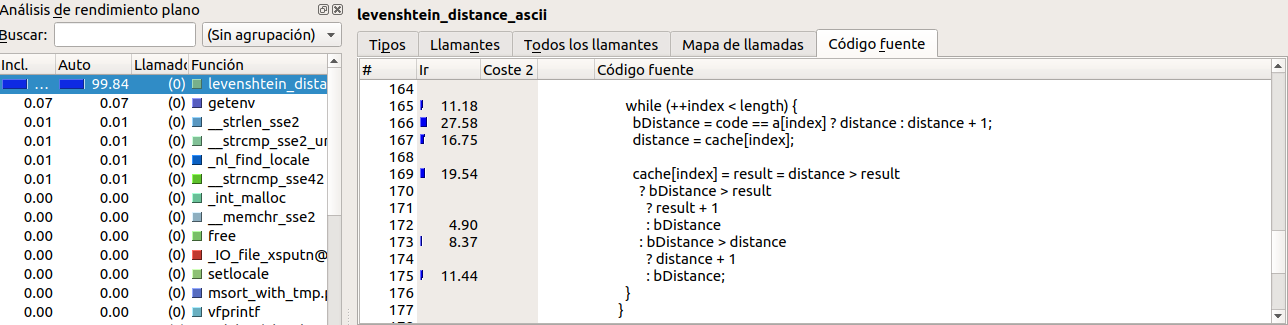 Análisis de rendimiento plano
Buscar: (Sin agrupación)
Incl. Auto Llamado Función
... 99.84 (0) levenshtein_dista
0.07 0.07 (0) getenv
0.01 0.01 (0) __strlen_sse2
0.01 0.01 (0) __strcmp_sse2_un
0.01 0.01 (0) _nl_find_locale
0.01 0.01 (0) __strncmp_sse42
0.00 0.00 (0) _int_malloc
0.00 0.00 (0) __memchr_sse2
0.00 0.00 (0) free
0.00 0.00 (0) _IO_file_xsputn@
0.00 0.00 (0) setlocale
0.00 0.00 (0) msort_with_tmp.p
0.00 0.00 (0) vfprintf
levenshtein_distance_ascii
Tipos Llamantes Todos los llamantes Mapa de llamadas Código fuente
# Ir Coste 2 Código fuente
164
165 11.18 while (++index < length) {
166 27.58 bDistance = code == a[index] ? distance : distance + 1;
167 16.75 distance = cache[index];
168
169 19.54 cache[index] = result = distance > result
170 ? bDistance > result
171 ? result + 1
172 4.90 : bDistance
173 8.37 : bDistance > distance
174 ? distance + 1
175 11.44 : bDistance;
176 }
177 }